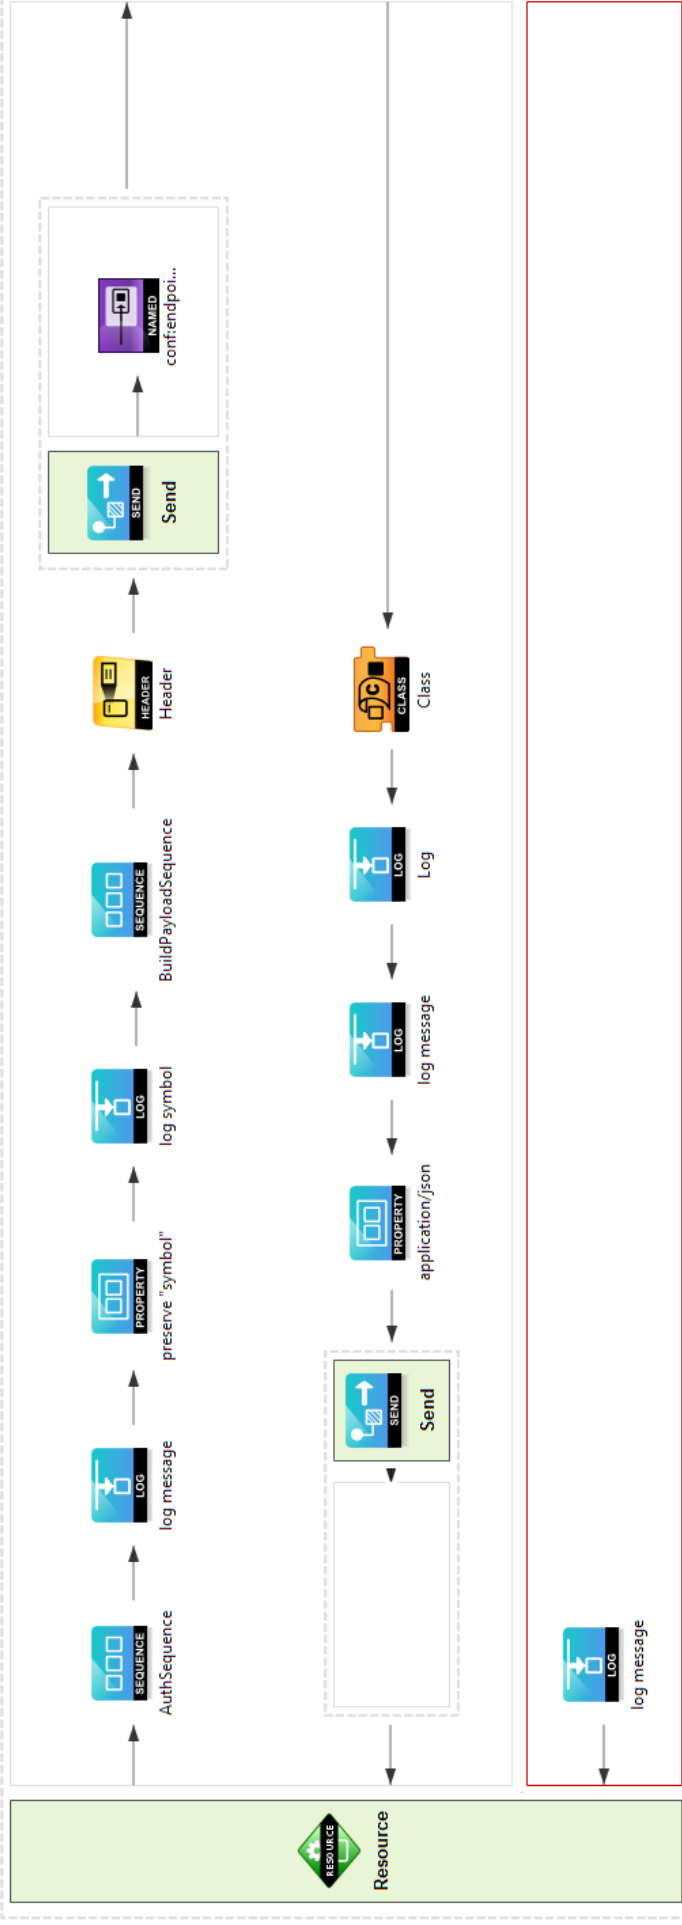 RESOURCE
Resource
SEQUENCE
AuthSequence
LOG
log message
PROPERTY
preserve "symbol"
LOG
log symbol
SEQUENCE
BuildPayloadSequence
HEADER
Header
SEND
Send
NAMED
conf:endpoi...
C
CLASS
Class
LOG
Log
LOG
log message
PROPERTY
application/json
SEND
Send
LOG
log message